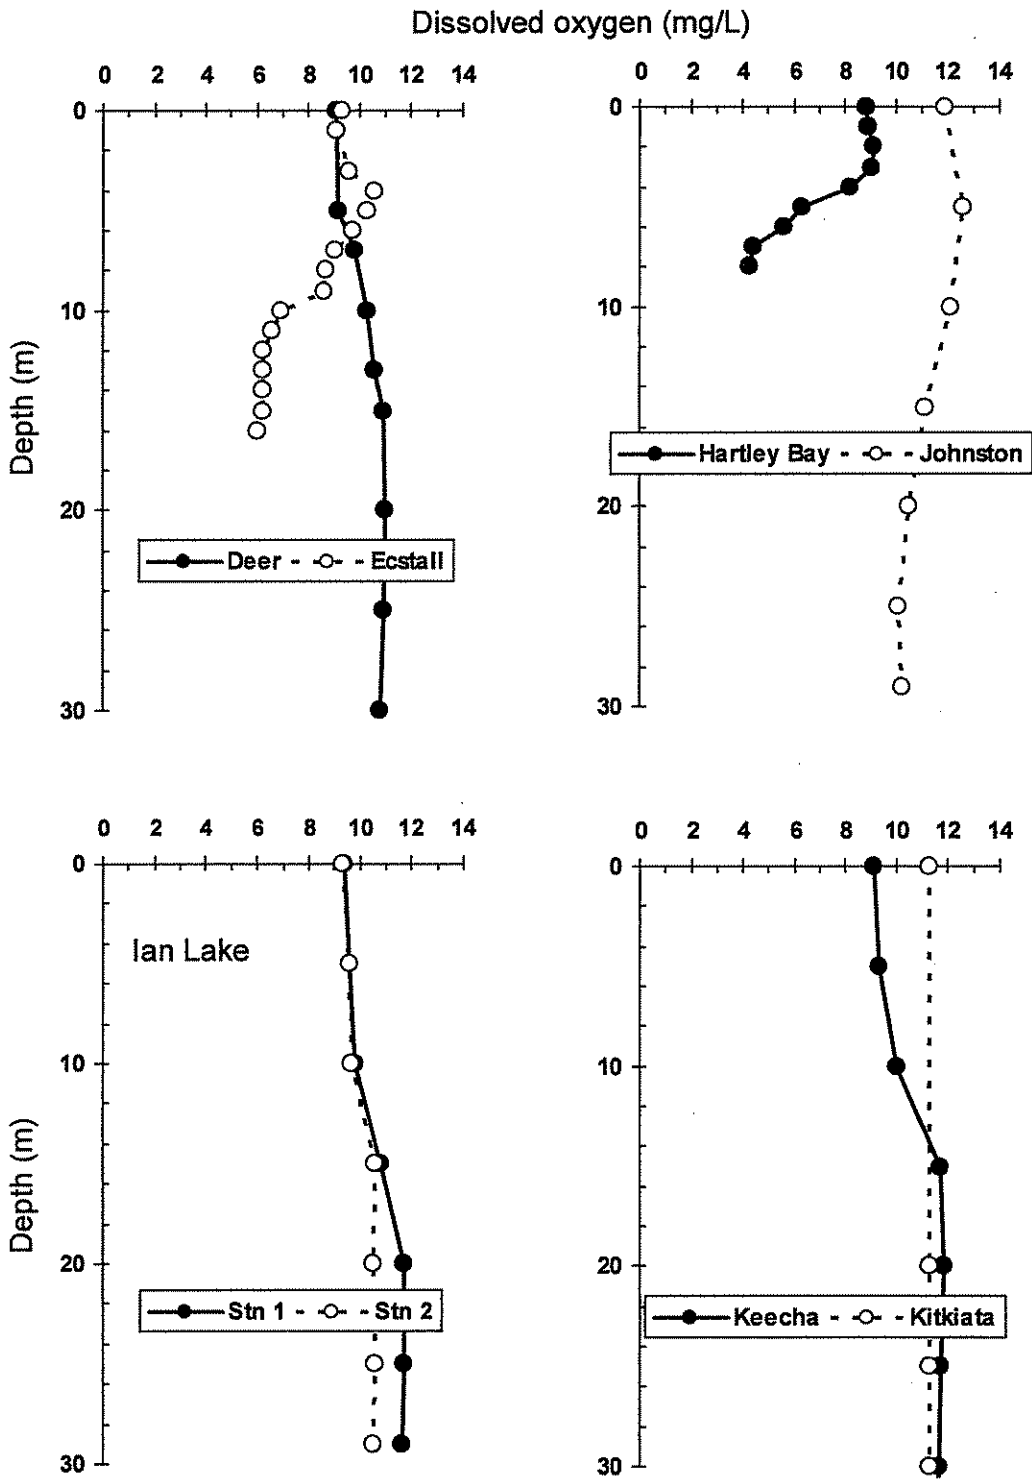 Dissolved oxygen (mg/L)
0 2 4 6 8 10 12 14
0
10
20
30
Depth (m)
Deer Ecstall
0 2 4 6 8 10 12 14
0
10
20
30
Hartley Bay Johnston
0 2 4 6 8 10 12 14
0
10
20
30
Depth (m)
Ian Lake
Stn 1 Stn 2
0 2 4 6 8 10 12 14
0
10
20
30
Keecha Kitkiata